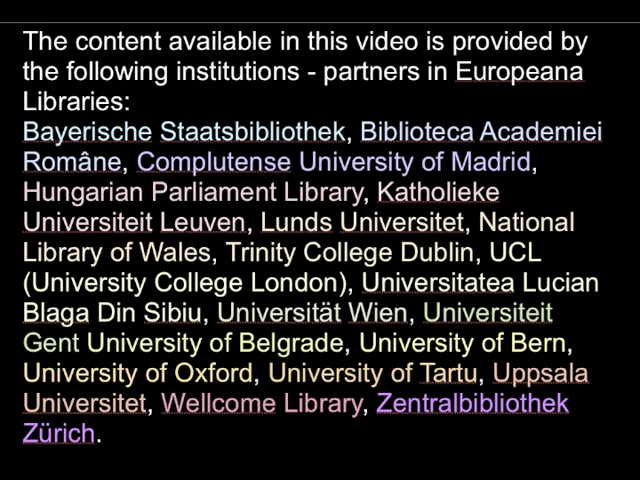 The content available in this video is provided by
the following institutions - partners in Europeana
Libraries:
Bayerische Staatsbibliothek, Biblioteca Academiei
Române, Complutense University of Madrid,
Hungarian Parliament Library, Katholieke
Universiteit Leuven, Lunds Universitet, National
Library of Wales, Trinity College Dublin, UCL
(University College London), Universitatea Lucian
Blaga Din Sibiu, Universität Wien, Universiteit
Gent University of Belgrade, University of Bern,
University of Oxford, University of Tartu, Uppsala
Universitet, Wellcome Library, Zentralbibliothek
Zürich.